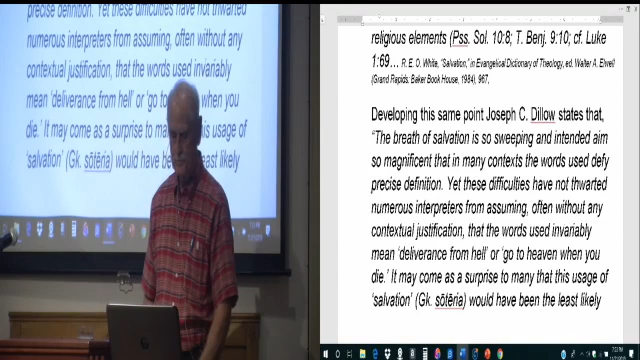 precise definition. Yet these difficulties have not thwarted
numerous interpreters from assuming, often without any
contextual justification, that the words used invariably
mean 'deliverance from hell' or 'go to heaven when you
die.' It may come as a surprise to many that this usage of
'salvation' (Gk. sōtēria) would have been the least likely
religious elements (Pss. Sol. 10:8; T. Benj. 9:10; cf. Luke
1:69… R. E. O. White, "Salvation," in Evangelical Dictionary of Theology, ed. Walter A. Elwell
(Grand Rapids: Baker Book House, 1984), 967,
Developing this same point Joseph C. Dillow states that,
"The breath of salvation is so sweeping and intended aim
so magnificent that in many contexts the words used defy
precise definition. Yet these difficulties have not thwarted
numerous interpreters from assuming, often without any
contextual justification, that the words used invariably
mean 'deliverance from hell' or 'go to heaven when you
die.' It may come as a surprise to many that this usage of
'salvation' (Gk. sōtēria) would have been the least likely